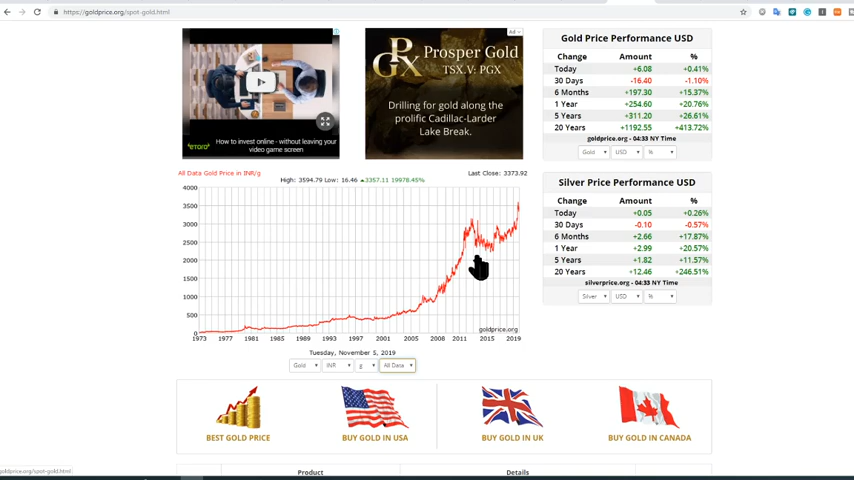 https://goldprice.org/spot-gold.html
Ad
How to invest online - without leaving your
video game screen
eToro
Prosper Gold
TSX.V: PGX
Drilling for gold along the
prolific Cadillac-Larder
Lake Break.
Gold Price Performance USD
Change Amount %
Today +6.08 +0.41%
30 Days -16.40 -1.10%
6 Months +197.30 +15.37%
1 Year +254.60 +20.76%
5 Years +311.20 +26.61%
20 Years +1192.55 +413.72%
goldprice.org - 04:33 NY Time
Gold USD %
All Data Gold Price in INR/g Last Close: 3373.92
High: 3594.79 Low: 16.46 ▲3357.11 19978.45%
4000
3500
3000
2500
2000
1500
1000
500
0
1973 1977 1981 1985 1989 1993 1997 2001 2005 2008 2011 2015 2019
goldprice.org
Tuesday, November 5, 2019
Gold INR g All Data
Silver Price Performance USD
Change Amount %
Today +0.05 +0.26%
30 Days -0.10 -0.57%
6 Months +2.66 +17.87%
1 Year +2.99 +20.57%
5 Years +1.82 +11.57%
20 Years +12.46 +246.51%
silverprice.org - 04:33 NY Time
Silver USD %
BEST GOLD PRICE BUY GOLD IN USA BUY GOLD IN UK BUY GOLD IN CANADA
Product Details
goldprice.org/spot-gold.html